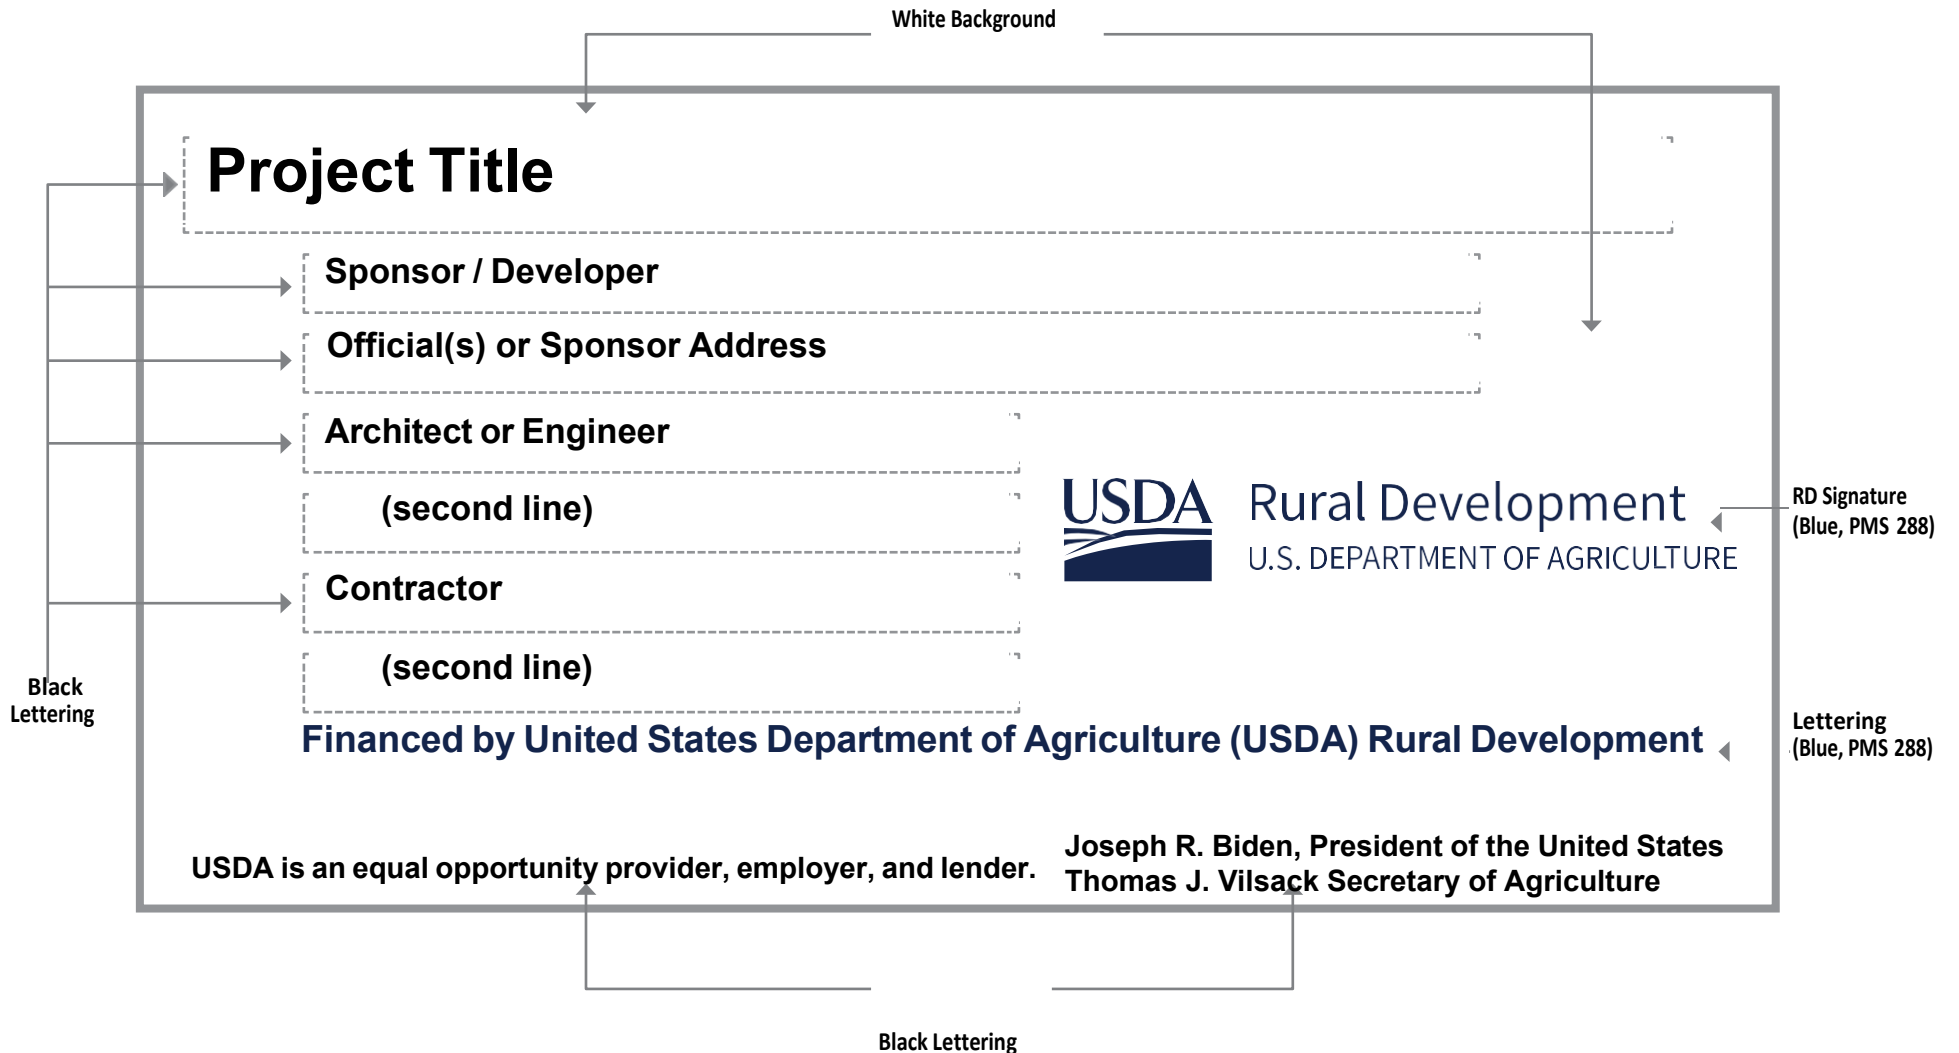 White Background
Project Title
Sponsor / Developer
Official(s) or Sponsor Address
Architect or Engineer
(second line)
USDA Rural Development
U.S. DEPARTMENT OF AGRICULTURE
RD Signature
(Blue, PMS 288)
Contractor
(second line)
Black
Lettering
Financed by United States Department of Agriculture (USDA) Rural Development
Lettering
(Blue, PMS 288)
USDA is an equal opportunity provider, employer, and lender.
Joseph R. Biden, President of the United States
Thomas J. Vilsack Secretary of Agriculture
Black Lettering